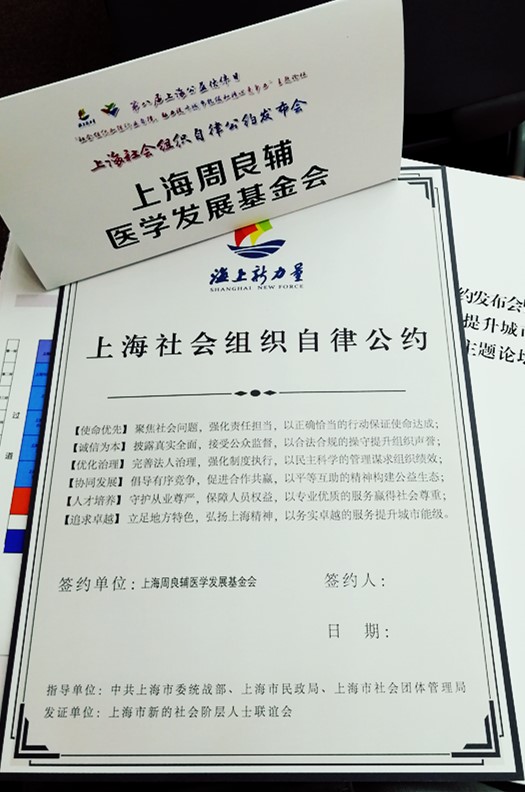 上海社会组织自律公约发布会
上海周良辅
医学发展基金会
海上新力量
SHANGHAI NEW FORCE
上海社会组织自律公约
【使命优先】 聚焦社会问题，强化责任担当，以正确恰当的行动保证使命达成；
【诚信为本】 披露真实全面，接受公众监督，以合法合规的操守提升组织声誉；
【优化治理】 完善法人治理，强化制度执行，以民主科学的管理谋求组织绩效；
【协同发展】 倡导有序竞争，促进合作共赢，以平等互助的精神构建公益生态；
【人才培养】 守护从业尊严，保障人员权益，以专业优质的服务赢得社会尊重；
【追求卓越】 立足地方特色，弘扬上海精神，以务实卓越的服务提升城市能级。
签约单位：上海周良辅医学发展基金会
签约人：
日 期：
指导单位：中共上海市委统战部、上海市民政局、上海市社会团体管理局
发证单位：上海市新的社会阶层人士联谊会
约发布会
提升城
主题论坛
过
道